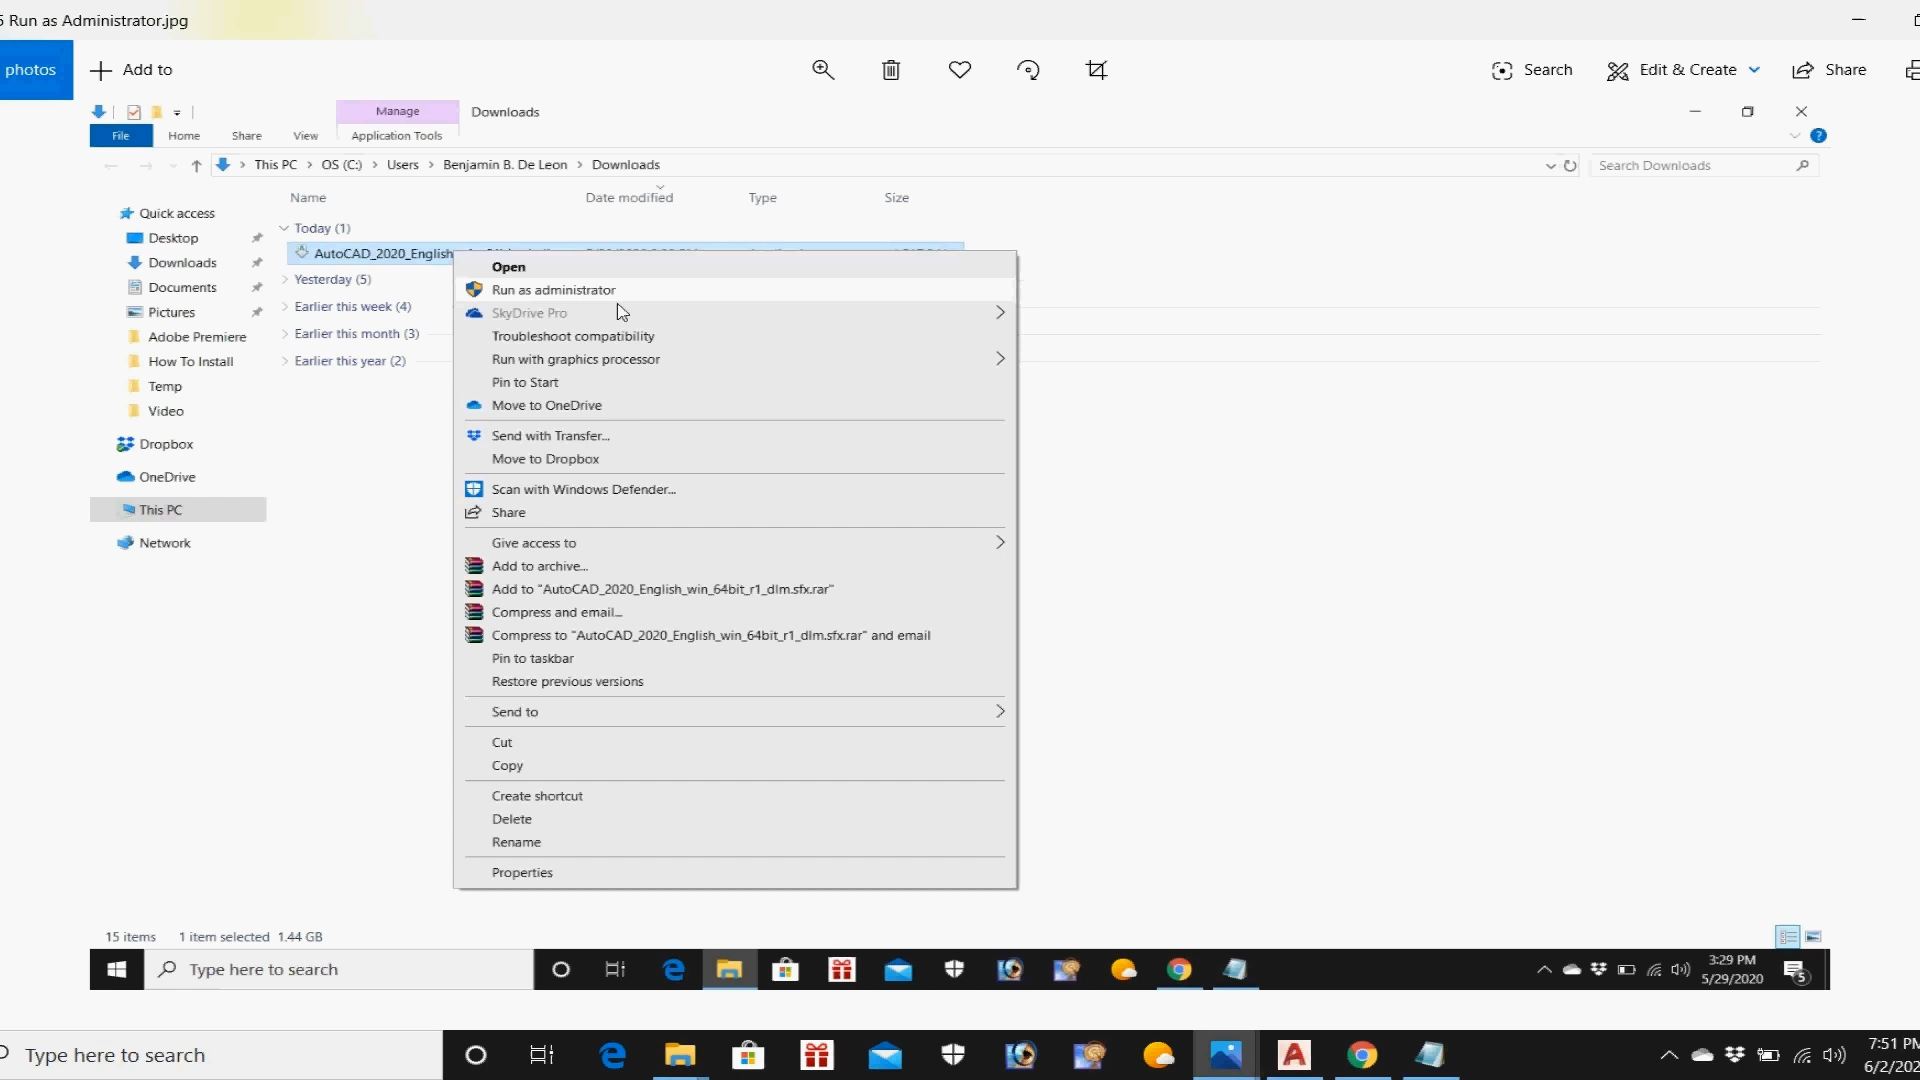 Run as Administrator.jpg
photos
Add to
Search
Edit & Create
Share
Manage
Downloads
File
Home
Share
View
Application Tools
This PC > OS (C:) > Users > Benjamin B. De Leon > Downloads
Search Downloads
Name
Date modified
Type
Size
Quick access
Desktop
Downloads
Documents
Pictures
Adobe Premiere
How To Install
Temp
Video
Dropbox
OneDrive
This PC
Network
Today (1)
AutoCAD_2020_English
Yesterday (5)
Earlier this week (4)
Earlier this month (3)
Earlier this year (2)
Open
Run as administrator
SkyDrive Pro
Troubleshoot compatibility
Run with graphics processor
Pin to Start
Move to OneDrive
Send with Transfer...
Move to Dropbox
Scan with Windows Defender...
Share
Give access to
Add to archive...
Add to "AutoCAD_2020_English_win_64bit_r1_dlm.sfx.rar"
Compress and email...
Compress to "AutoCAD_2020_English_win_64bit_r1_dlm.sfx.rar" and email
Pin to taskbar
Restore previous versions
Send to
Cut
Copy
Create shortcut
Delete
Rename
Properties
15 items
1 item selected 1.44 GB
Type here to search
3:29 PM
5/29/2020
5
Type here to search
7:51 PM
6/2/202